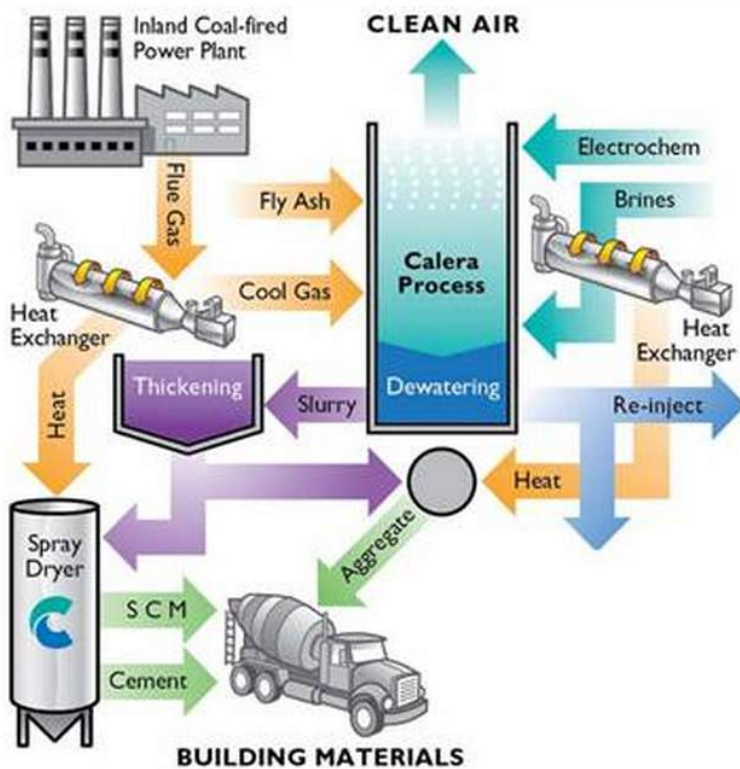 Inland Coal-fired
Power Plant
CLEAN AIR
Electrochem
Flue Gas
Fly Ash
Brines
Calera
Process
Cool Gas
Heat
Exchanger
Heat
Exchanger
Thickening
Slurry
Dewatering
Re-inject
Heat
Heat
Spray
Dryer
Aggregate
S C M
Cement
BUILDING MATERIALS